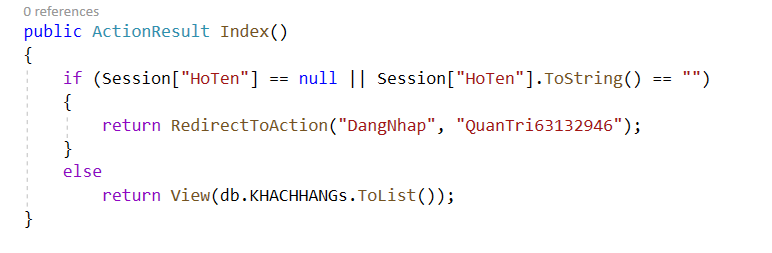 0 references
public ActionResult Index()
{
    if (Session["HoTen"] == null || Session["HoTen"].ToString() == "")
    {
        return RedirectToAction("DangNhap", "QuanTri63132946");
    }
    else
        return View(db.KHACHHANGs.ToList());
}